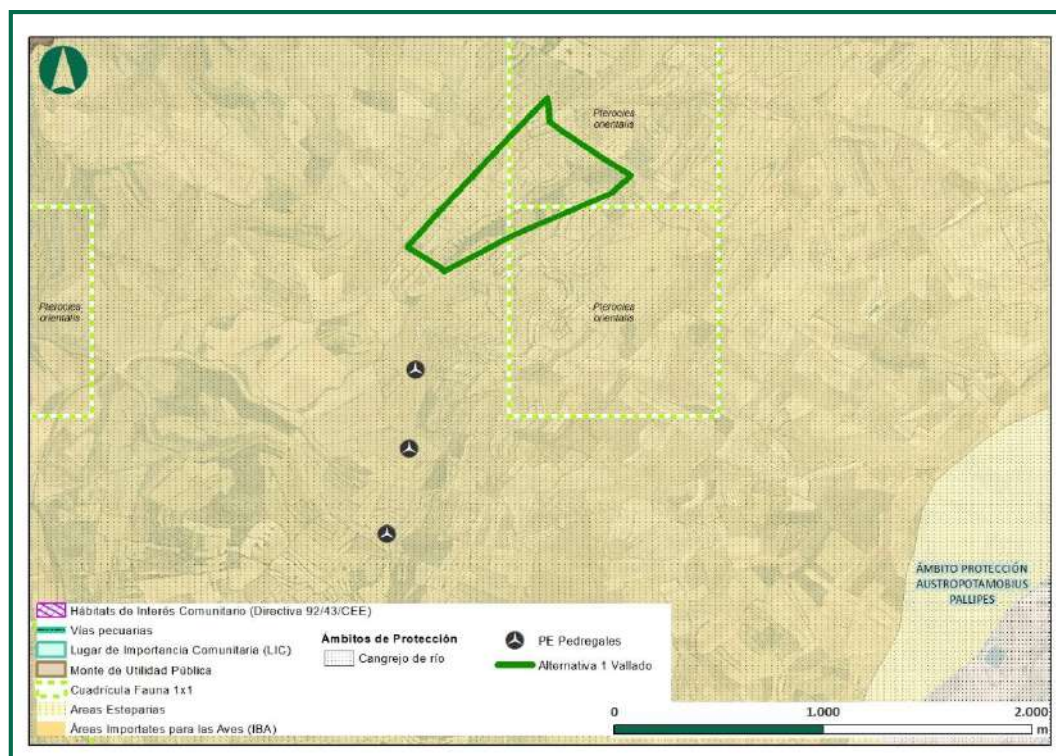 Pterocles
orientalis
Pterocles
orientalis
Pterocles
orientalis
ÁMBITO PROTECCIÓN
AUSTROPOTAMOBIUS
PALLIPES
Hábitats de Interés Comunitario (Directiva 92/43/CEE)
Vías pecuarias
Lugar de Importancia Comunitaria (LIC)
Monte de Utilidad Pública
Cuadrícula Fauna 1x1
Areas Esteparias
Áreas Importates para las Aves (IBA)
Ámbitos de Protección
Cangrejo de río
PE Pedregales
Alternativa 1 Vallado
0 1.000 2.000
m